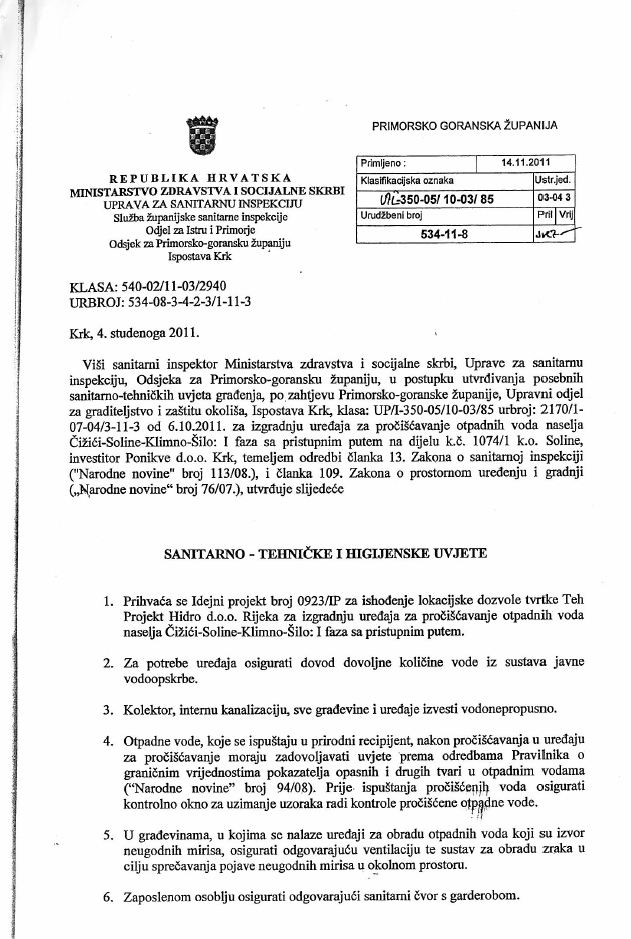 PRIMORSKO GORANSKA ŽUPANIJA
Primljeno : 14.11.2011
Klasifikacijska oznaka Ustr.jed.
350-05/ 10-03/ 85 03-04 3
Urudžbeni broj Pril Vrij
534-11-8
REPUBLIKA HRVATSKA
MINISTARSTVO ZDRAVSTVA I SOCIJALNE SKRBI
UPRAVA ZA SANITARNU INSPEKCIJU
Služba županijske sanitarne inspekcije
Odjel za Istru i Primorje
Odsjek za Primorsko-goransku županiju
Ispostava Krk
KLASA: 540-02/11-03/2940
URBROJ: 534-08-3-4-2-3/1-11-3
Krk, 4. studenoga 2011.
Viši sanitarni inspektor Ministarstva zdravstva i socijalne skrbi, Uprave za sanitarnu
inspekciju, Odsjeka za Primorsko-goransku županiju, u postupku utvrđivanja posebnih
sanitarno-tehničkih uvjeta građenja, po zahtjevu Primorsko-goranske županije, Upravni odjel
za graditeljstvo i zaštitu okoliša, Ispostava Krk, klasa: UP/I-350-05/10-03/85 urbroj: 2170/1-
07-04/3-11-3 od 6.10.2011. za izgradnju uređaja za pročišćavanje otpadnih voda naselja
Čižići-Soline-Klimno-Šilo: I faza sa pristupnim putem na dijelu k.č. 1074/1 k.o. Soline,
investitor Ponikve d.o.o. Krk, temeljem odredbi članka 13. Zakona o sanitarnoj inspekciji
("Narodne novine" broj 113/08.), i članka 109. Zakona o prostornom uređenju i gradnji
(„Narodne novine“ broj 76/07.), utvrđuje slijedeće
SANITARNO - TEHNIČKE I HIGIJENSKE UVJETE
1. Prihvaća se Idejni projekt broj 0923/IP za ishođenje lokacijske dozvole tvrtke Teh
Projekt Hidro d.o.o. Rijeka za izgradnju uređaja za pročišćavanje otpadnih voda
naselja Čižići-Soline-Klimno-Šilo: I faza sa pristupnim putem.
2. Za potrebe uređaja osigurati dovod dovoljne količine vode iz sustava javne
vodoopskrbe.
3. Kolektor, internu kanalizaciju, sve građevine i uređaje izvesti vodonepropusno.
4. Otpadne vode, koje se ispuštaju u prirodni recipijent, nakon pročišćavanja u uređaju
za pročišćavanje moraju zadovoljavati uvjete prema odredbama Pravilnika o
graničnim vrijednostima pokazatelja opasnih i drugih tvari u otpadnim vodama
(“Narodne novine” broj 94/08). Prije ispuštanja pročišćenih voda osigurati
kontrolno okno za uzimanje uzoraka radi kontrole pročišćene otpadne vode.
5. U građevinama, u kojima se nalaze uređaji za obradu otpadnih voda koji su izvor
neugodnih mirisa, osigurati odgovarajuću ventilaciju te sustav za obradu zraka u
cilju sprečavanja pojave neugodnih mirisa u okolnom prostoru.
6. Zaposlenom osoblju osigurati odgovarajući sanitarni čvor s garderobom.